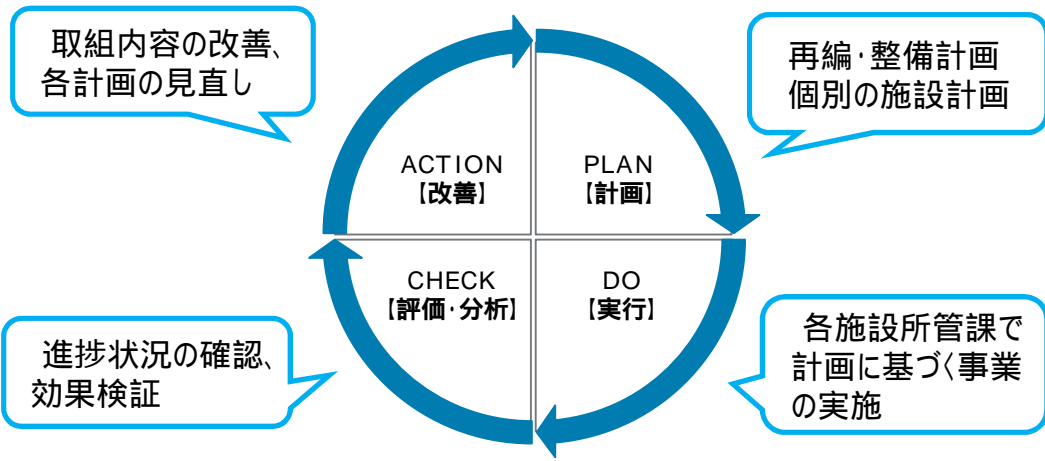 取組内容の改善、
各計画の見直し
再編・整備計画
個別の施設計画
ACTION
【改善】
PLAN
【計画】
CHECK
【評価・分析】
DO
【実行】
進捗状況の確認、
効果検証
各施設所管課で
計画に基づく事業
の実施